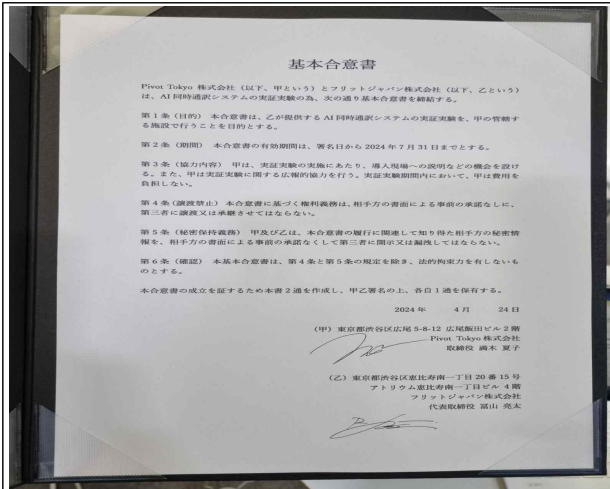 基本合意書
Pivot Tokyo 株式会社（以下、甲という）とフリットジャパン株式会社（以下、乙という）
は、AI 同時通訳システムの実証実験の為、次の通り基本合意書を締結する。
第 1 条（目的） 本合意書は、乙が提供する AI 同時通訳システムの実証実験を、甲の管轄す
る施設で行うことを目的とする。
第 2 条（期間） 本合意書の有効期間は、署名日から 2024 年 7 月 31 日までとする。
第 3 条（協力内容） 甲は、実証実験の実施にあたり、導入現場への説明などの機会を設け
る。また、甲は実証実験に関する広報的協力を行う。実証実験期間内において、甲は費用を
負担しない。
第 4 条（譲渡禁止） 本合意書に基づく権利義務は、相手方の書面による事前の承諾なしに、
第三者に譲渡又は承継させてはならない。
第 5 条（秘密保持義務） 甲及び乙は、本合意書の履行に関連して知り得た相手方の秘密情
報を、相手方の書面による事前の承諾なくして第三者に開示又は漏洩してはならない。
第 6 条（確認） 本基本合意書は、第 4 条と第 5 条の規定を除き、法的拘束力を有しないも
のとする。
本合意書の成立を証するため本書 2 通を作成し、甲乙署名の上、各自 1 通を保有する。
2024 年 4 月 24 日
（甲）東京都渋谷区広尾 5-8-12 広尾飯田ビル 2 階
Pivot Tokyo 株式会社
取締役 満木 夏子
（乙）東京都渋谷区恵比寿南一丁目 20 番 15 号
アトリウム恵比寿南一丁目ビル 4 階
フリットジャパン株式会社
代表取締役 冨山 亮太